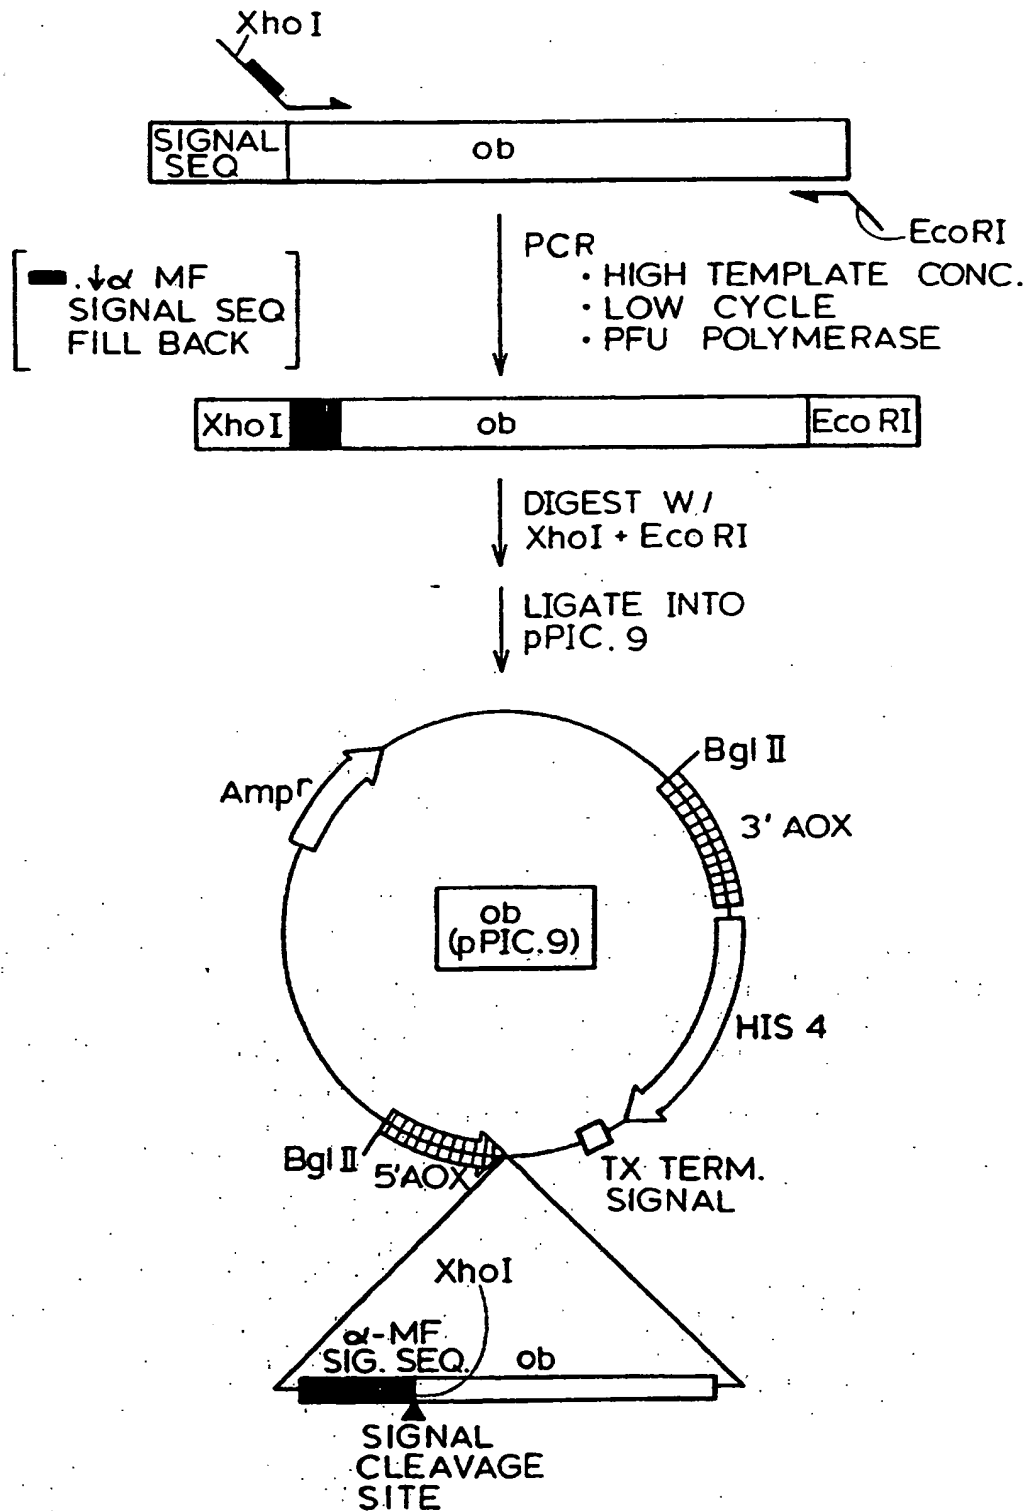 XhoI
SIGNAL
SEQ
ob
EcoRI
PCR
· HIGH TEMPLATE CONC.
· LOW CYCLE
· PFU POLYMERASE
.↓α MF
SIGNAL SEQ
FILL BACK
XhoI
ob
Eco RI
DIGEST W/
XhoI + Eco RI
LIGATE INTO
pPIC.9
Bgl II
Ampʳ
3' AOX
ob
(pPIC.9)
HIS 4
Bgl II
5'AOX
TX TERM.
SIGNAL
XhoI
α-MF
SIG. SEQ.
ob
SIGNAL
CLEAVAGE
SITE